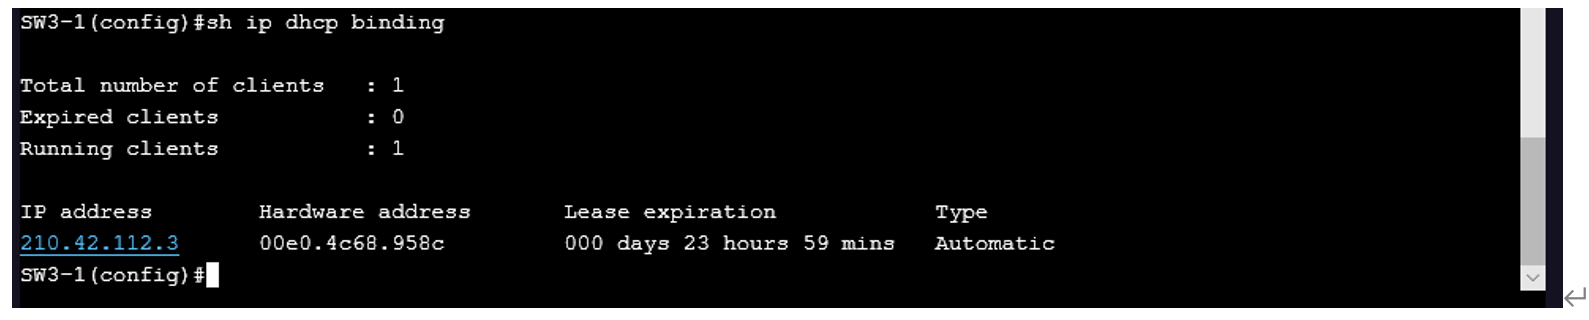 SW3-1(config)#sh ip dhcp binding
Total number of clients   : 1
Expired clients           : 0
Running clients           : 1
IP address      Hardware address       Lease expiration            Type
210.42.112.3      00e0.4c68.958c         000 days 23 hours 59 mins   Automatic
SW3-1(config)#